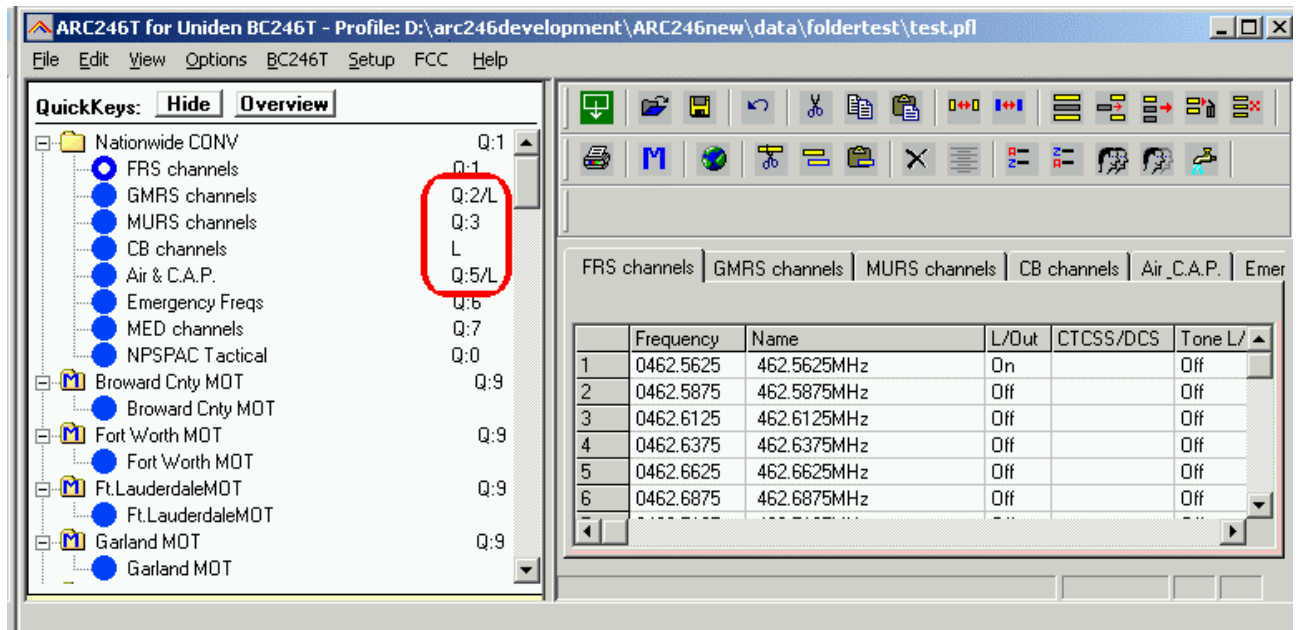 ARC246T for Uniden BC246T - Profile: D:\arc246development\ARC246new\data\foldertest\test.pfl
File Edit View Options BC246T Setup FCC Help
QuickKeys: Hide Overview
Nationwide CONV Q:1
FRS channels Q:1
GMRS channels Q:2/L
MURS channels Q:3
CB channels L
Air & C.A.P. Q:5/L
Emergency Freqs Q:6
MED channels Q:7
NPSPAC Tactical Q:0
M Broward Cnty MOT Q:9
Broward Cnty MOT
M Fort Worth MOT Q:9
Fort Worth MOT
M Ft.LauderdaleMOT Q:9
Ft.LauderdaleMOT
M Garland MOT Q:9
Garland MOT
M
FRS channels GMRS channels MURS channels CB channels Air_C.A.P. Emer
Frequency Name L/Out CTCSS/DCS Tone L/
1 0462.5625 462.5625MHz On Off
2 0462.5875 462.5875MHz Off Off
3 0462.6125 462.6125MHz Off Off
4 0462.6375 462.6375MHz Off Off
5 0462.6625 462.6625MHz Off Off
6 0462.6875 462.6875MHz Off Off